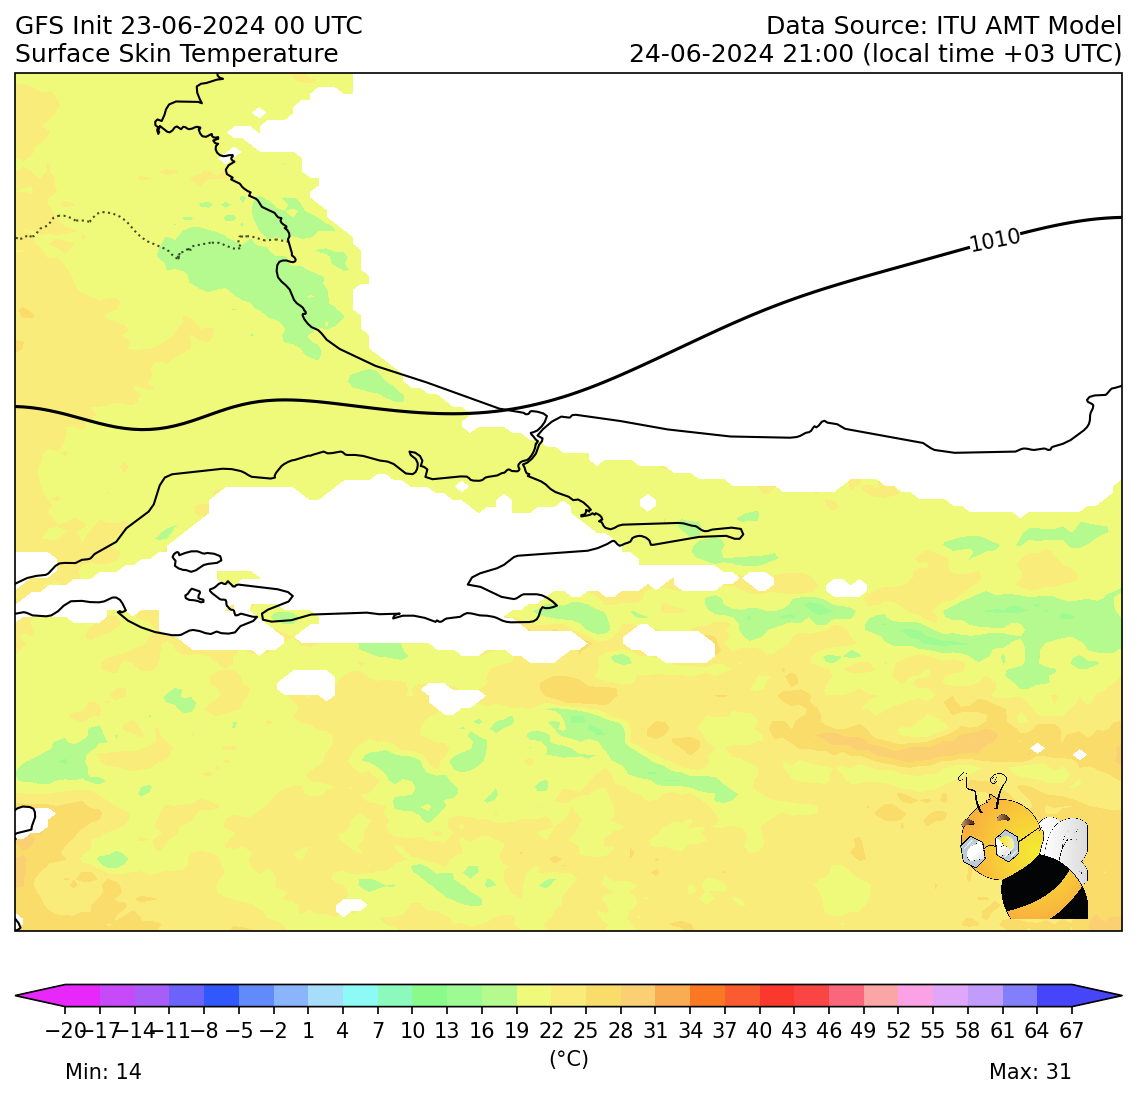 GFS Init 23-06-2024 00 UTC
Data Source: ITU AMT Model
Surface Skin Temperature
24-06-2024 21:00 (local time +03 UTC)
1010
−20 −17 −14 −11 −8 −5 −2 1 4 7 10 13 16 19 22 25 28 31 34 37 40 43 46 49 52 55 58 61 64 67
(°C)
Min: 14
Max: 31